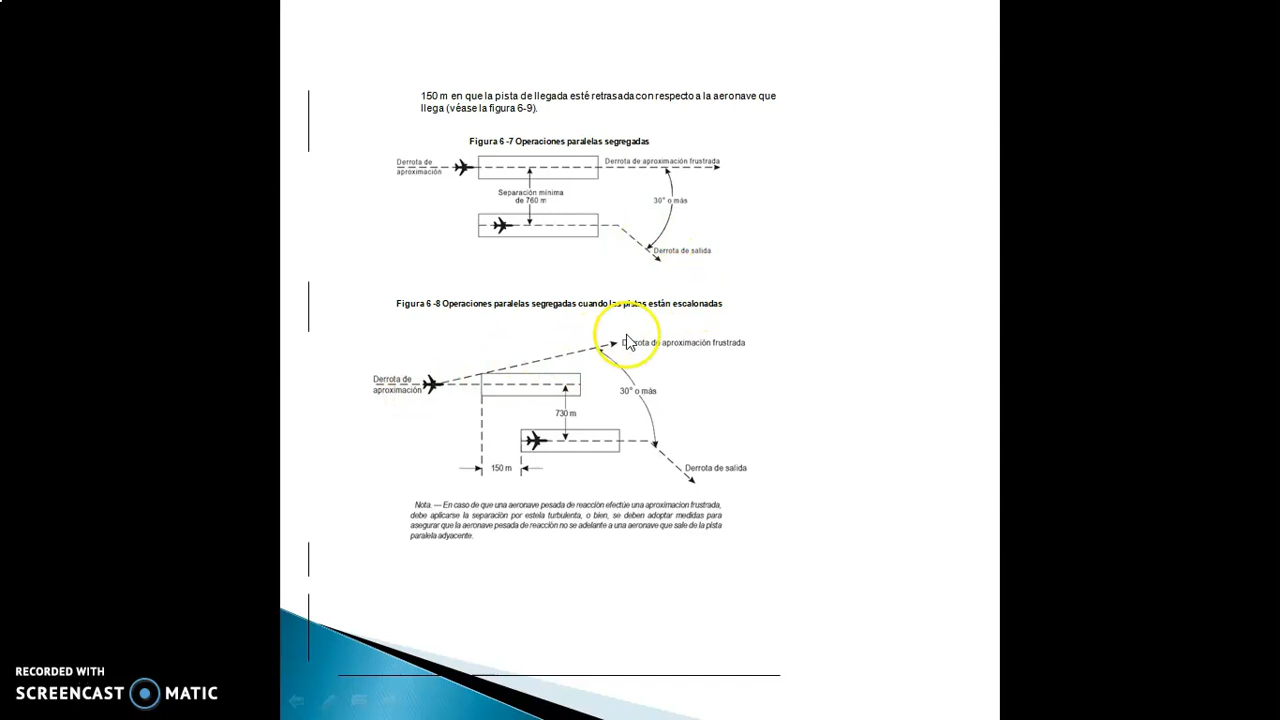 150 m en que la pista de llegada esté retrasada con respecto a la aeronave que
llega (véase la figura 6-9).
Figura 6 -7 Operaciones paralelas segregadas
Derrota de
aproximación
Derrota de aproximación frustrada
Separación mínima
de 760 m
30° o más
Derrota de salida
Figura 6 -8 Operaciones paralelas segregadas cuando las pistas están escalonadas
Derrota de aproximación frustrada
Derrota de
aproximación
30° o más
730 m
150 m
Derrota de salida
Nota. — En caso de que una aeronave pesada de reacción efectúe una aproximacion frustrada,
debe aplicarse la separación por estela turbulenta, o bien, se deben adoptar medidas para
asegurar que la aeronave pesada de reacción no se adelante a una aeronave que sale de la pista
paralela adyacente.
RECORDED WITH
SCREENCAST MATIC